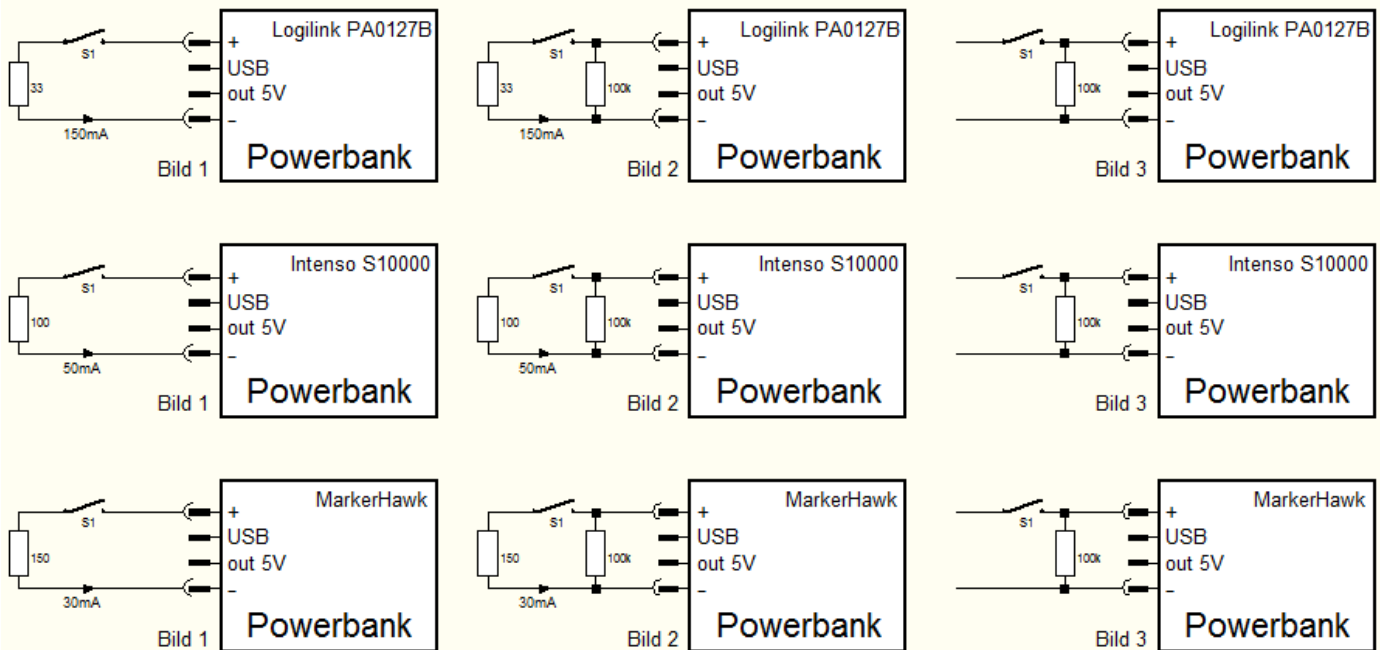 Logilink PA0127B
S1
+
USB
33
out 5V
150mA
−
Bild 1
Powerbank
Logilink PA0127B
S1
+
USB
33
100k
out 5V
150mA
−
Bild 2
Powerbank
Logilink PA0127B
S1
+
USB
100k
out 5V
−
Bild 3
Powerbank
Intenso S10000
S1
+
USB
100
out 5V
50mA
−
Bild 1
Powerbank
Intenso S10000
S1
+
USB
100
100k
out 5V
50mA
−
Bild 2
Powerbank
Intenso S10000
S1
+
USB
100k
out 5V
−
Bild 3
Powerbank
MarkerHawk
S1
+
USB
150
out 5V
30mA
−
Bild 1
Powerbank
MarkerHawk
S1
+
USB
150
100k
out 5V
30mA
−
Bild 2
Powerbank
MarkerHawk
S1
+
USB
100k
out 5V
−
Bild 3
Powerbank